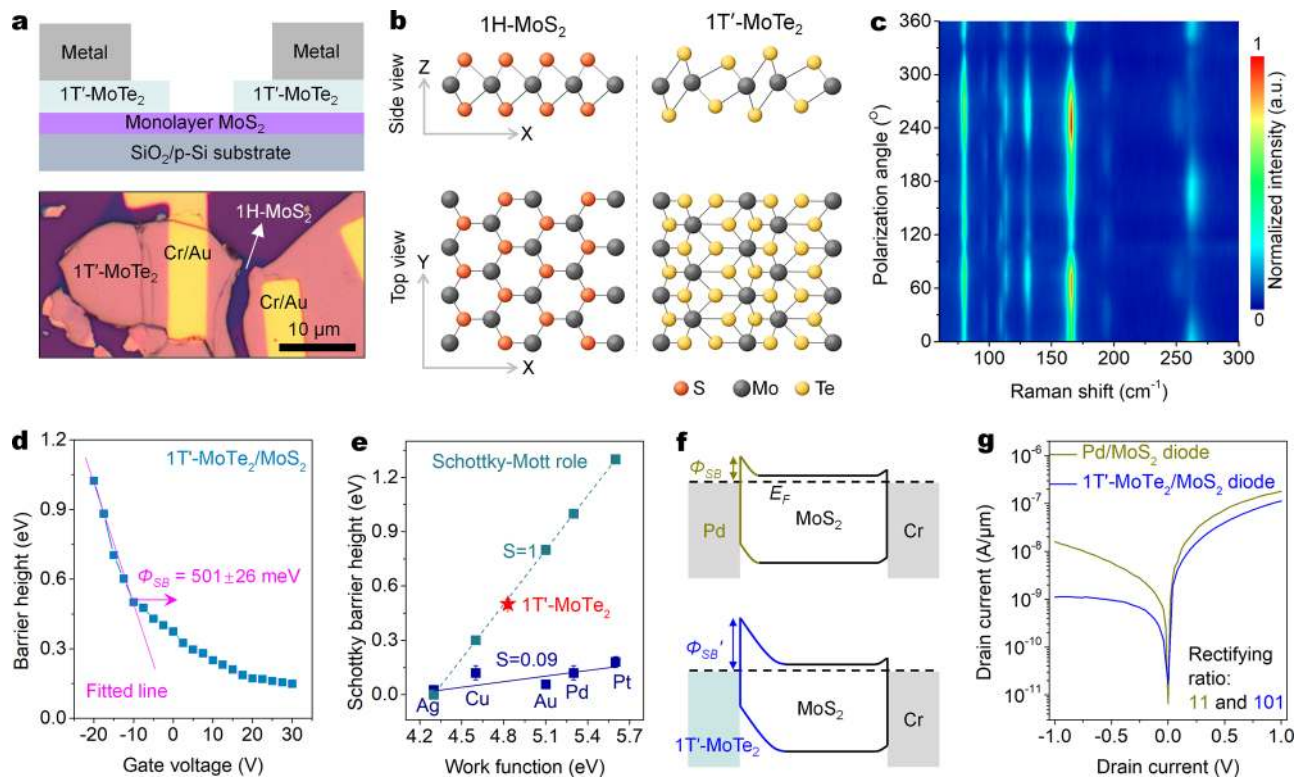 a
Metal
Metal
1T′-MoTe₂
1T′-MoTe₂
Monolayer MoS₂
SiO₂/p-Si substrate
1H-MoS₂
1T′-MoTe₂
Cr/Au
Cr/Au
10 μm
b
1H-MoS₂
1T′-MoTe₂
Side view
Z
X
Top view
Y
X
S
Mo
Te
c
Polarization angle (°)
360
300
240
180
120
60
0
100
150
200
250
300
Raman shift (cm⁻¹)
1
0
Normalized intensity (a.u.)
d
1T'-MoTe₂/MoS₂
Φ_SB = 501±26 meV
Fitted line
Barrier height (eV)
1.2
0.9
0.6
0.3
0.0
-20
-10
0
10
20
30
Gate voltage (V)
e
Schottky-Mott role
S=1
1T'-MoTe₂
S=0.09
Ag
Cu
Au
Pd
Pt
Schottky barrier height (eV)
1.2
0.9
0.6
0.3
0.0
4.2
4.5
4.8
5.1
5.4
5.7
Work function (eV)
f
Φ_SB
E_F
Pd
MoS₂
Cr
Φ_SB'
MoS₂
Cr
1T'-MoTe₂
g
Pd/MoS₂ diode
1T'-MoTe₂/MoS₂ diode
Rectifying
ratio:
11 and 101
Drain current (A/μm)
10⁻⁶
10⁻⁷
10⁻⁸
10⁻⁹
10⁻¹⁰
10⁻¹¹
-1.0
-0.5
0.0
0.5
1.0
Drain current (V)